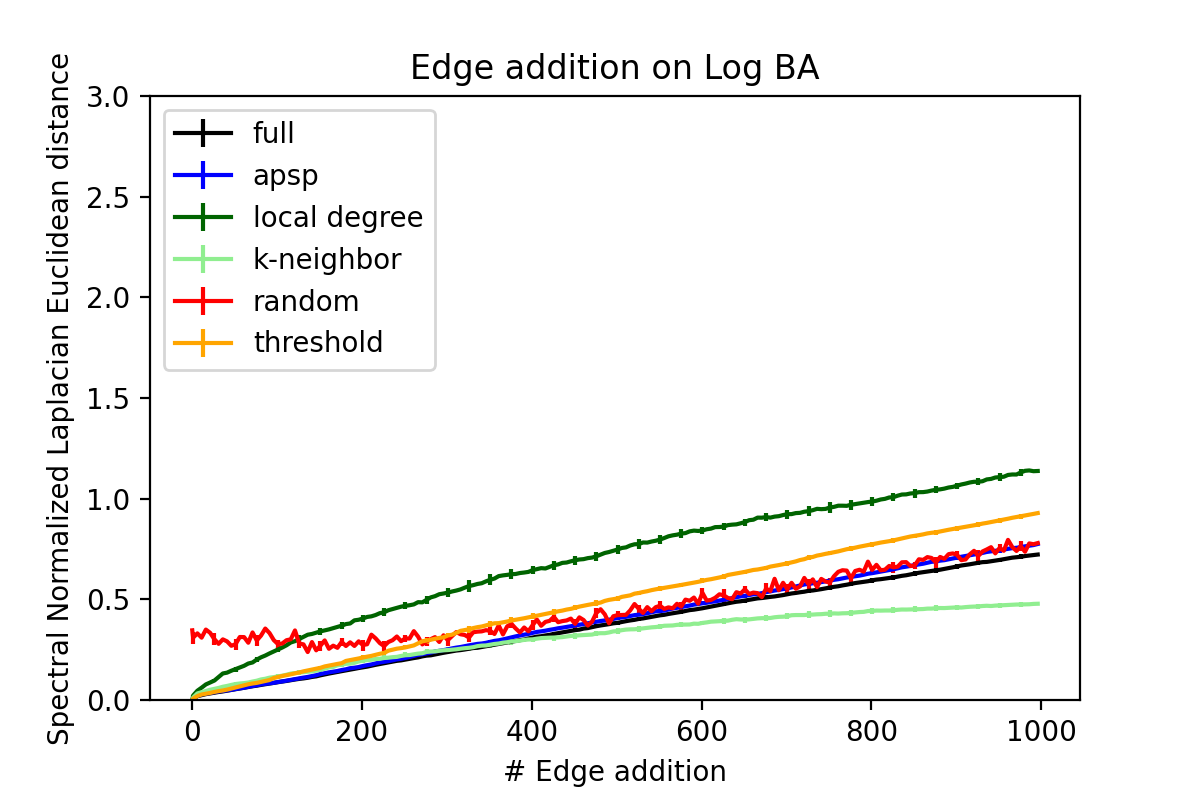 Edge addition on Log BA
Spectral Normalized Laplacian Euclidean distance
3.0
2.5
2.0
1.5
1.0
0.5
0.0
full
apsp
local degree
k-neighbor
random
threshold
0 200 400 600 800 1000
# Edge addition